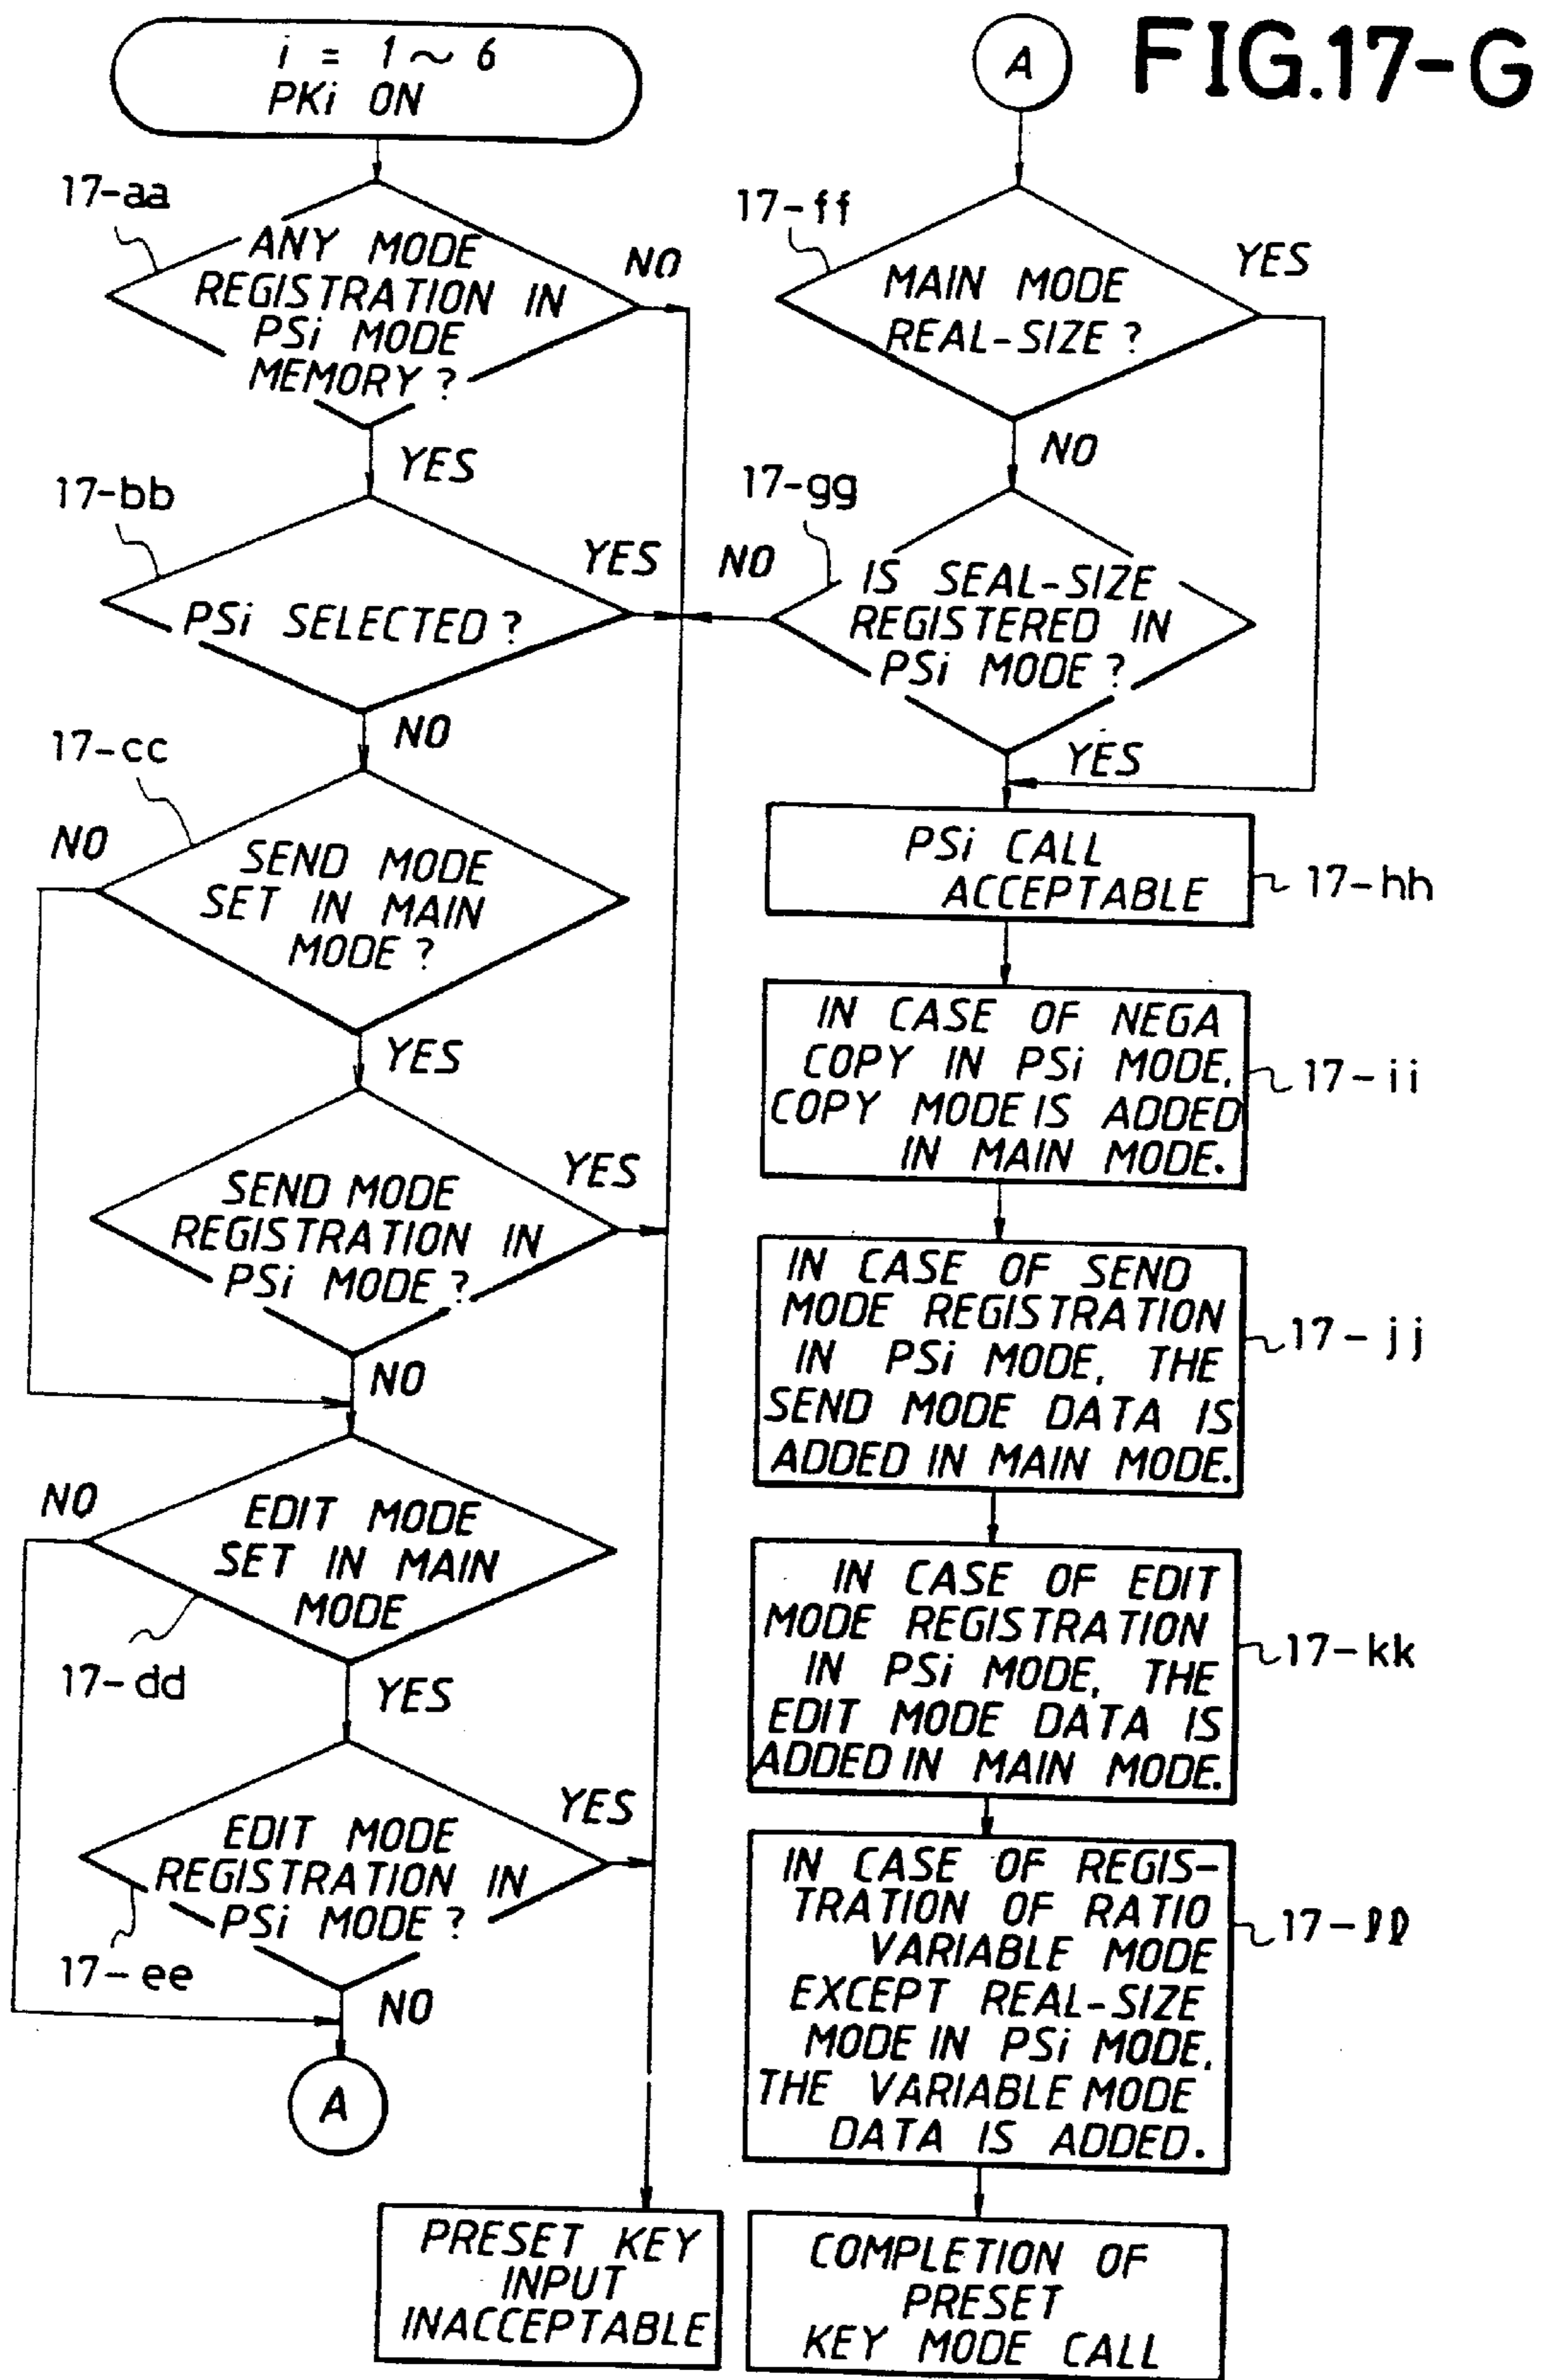 FIG.17-G
i = 1 ~ 6
PKi ON
17-aa
ANY MODE
REGISTRATION IN
PSi MODE
MEMORY ?
NO
YES
17-bb
PSi SELECTED ?
YES
NO
17-cc
SEND MODE
SET IN MAIN
MODE ?
NO
YES
SEND MODE
REGISTRATION IN
PSi MODE ?
YES
NO
EDIT MODE
SET IN MAIN
MODE
NO
17-dd
YES
EDIT MODE
REGISTRATION IN
PSi MODE ?
YES
17-ee
NO
A
PRESET KEY
INPUT
INACCEPTABLE
A
17-ff
MAIN MODE
REAL-SIZE ?
YES
NO
17-gg
IS SEAL-SIZE
REGISTERED IN
PSi MODE ?
NO
YES
PSi CALL
ACCEPTABLE
17-hh
IN CASE OF NEGA
COPY IN PSi MODE,
COPY MODE IS ADDED
IN MAIN MODE.
17-ii
IN CASE OF SEND
MODE REGISTRATION
IN PSi MODE, THE
SEND MODE DATA IS
ADDED IN MAIN MODE.
17-jj
IN CASE OF EDIT
MODE REGISTRATION
IN PSi MODE, THE
EDIT MODE DATA IS
ADDED IN MAIN MODE.
17-kk
IN CASE OF REGIS-
TRATION OF RATIO
VARIABLE MODE
EXCEPT REAL-SIZE
MODE IN PSi MODE,
THE VARIABLE MODE
DATA IS ADDED.
17-ll
COMPLETION OF
PRESET
KEY MODE CALL